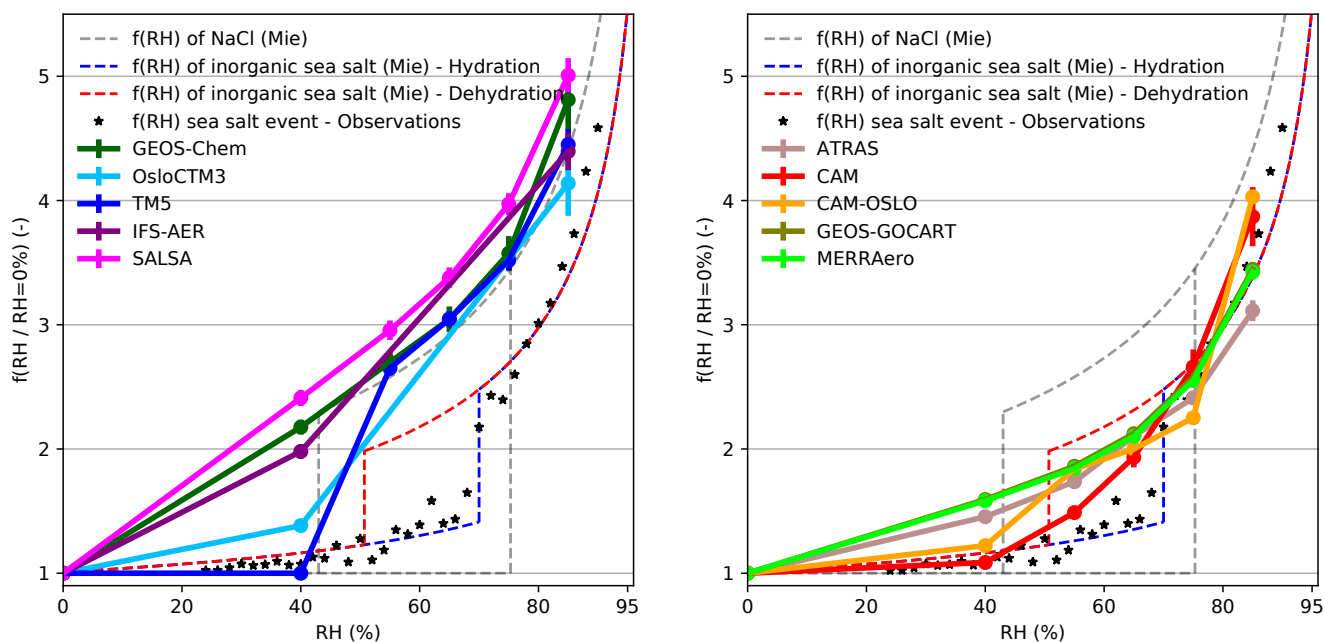 f(RH / RH=0%) (-)
5
4
3
2
1
f(RH) of NaCl (Mie)
f(RH) of inorganic sea salt (Mie) - Hydration
f(RH) of inorganic sea salt (Mie) - Dehydration
f(RH) sea salt event - Observations
GEOS-Chem
OsloCTM3
TM5
IFS-AER
SALSA
0 20 40 60 80 95
RH (%)
f(RH / RH=0%) (-)
5
4
3
2
1
f(RH) of NaCl (Mie)
f(RH) of inorganic sea salt (Mie) - Hydration
f(RH) of inorganic sea salt (Mie) - Dehydration
f(RH) sea salt event - Observations
ATRAS
CAM
CAM-OSLO
GEOS-GOCART
MERRAero
0 20 40 60 80 95
RH (%)